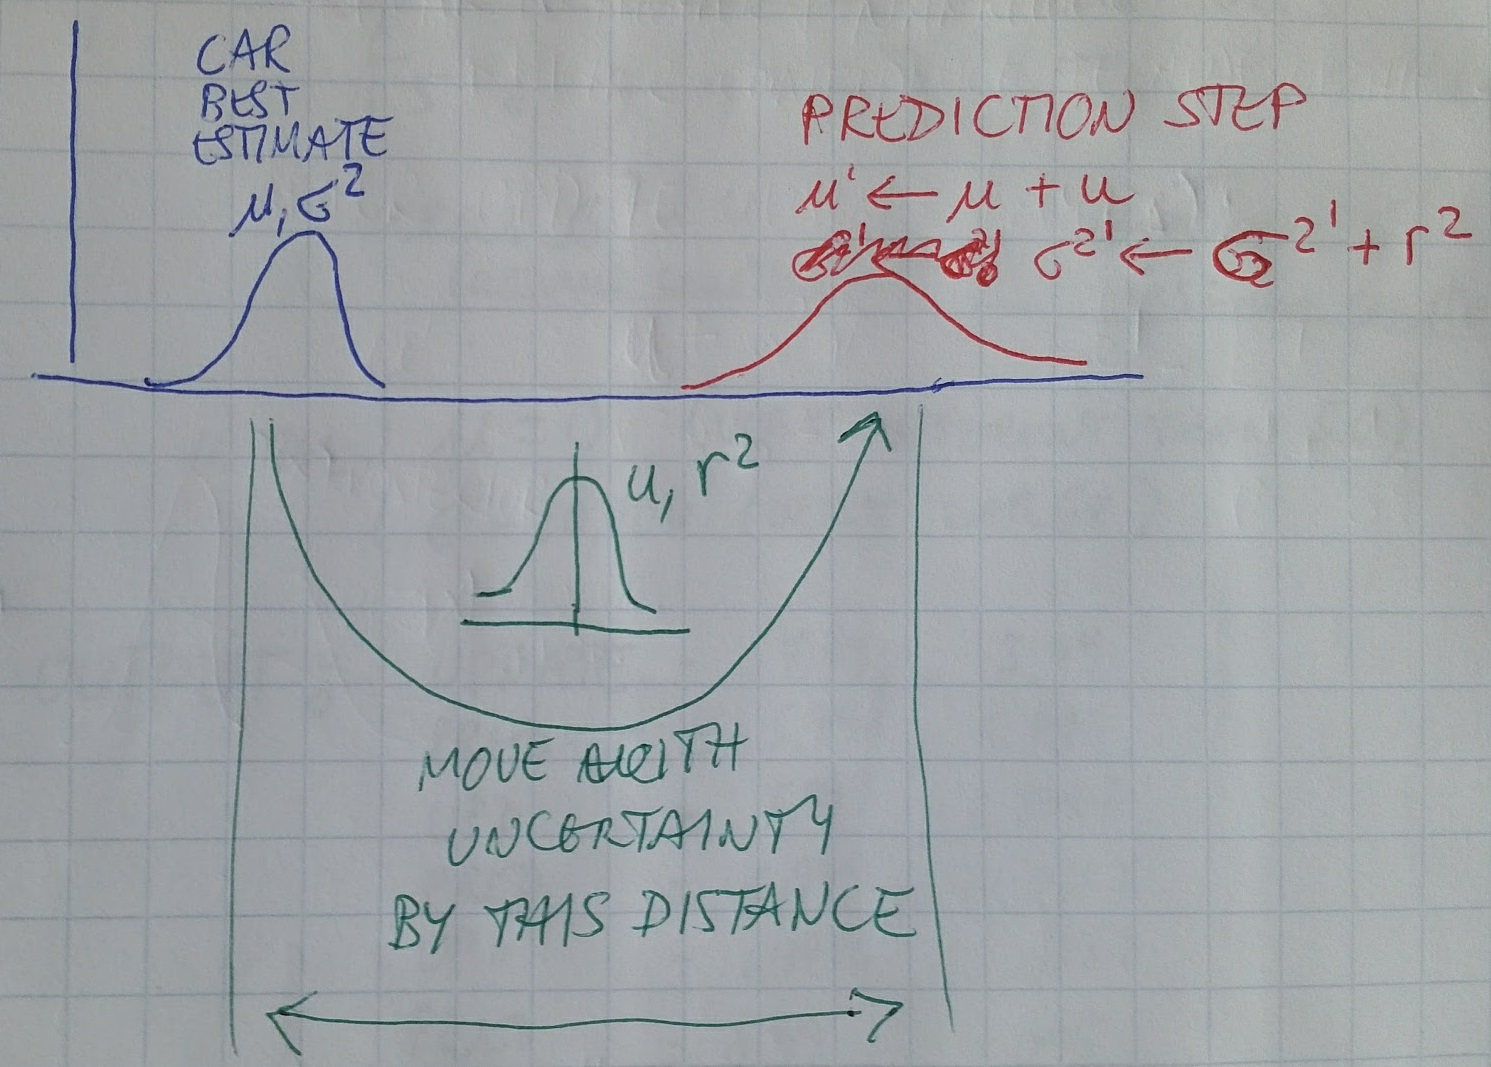 CAR
BEST
ESTIMATE
μ, σ²
PREDICTION STEP
μ' ← μ + u
σ²' ← σ²' + r²
u, r²
MOVE WITH
UNCERTAINTY
BY THIS DISTANCE